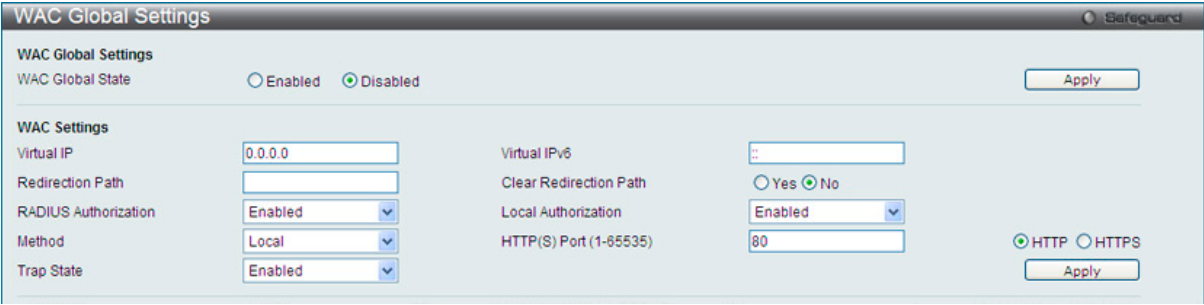 WAC Global Settings
Safeguard
WAC Global Settings
WAC Global State Enabled Disabled Apply
WAC Settings
Virtual IP 0.0.0.0 Virtual IPv6 ::
Redirection Path Clear Redirection Path Yes No
RADIUS Authorization Enabled Local Authorization Enabled
Method Local HTTP(S) Port (1-65535) 80 HTTP HTTPS
Trap State Enabled Apply